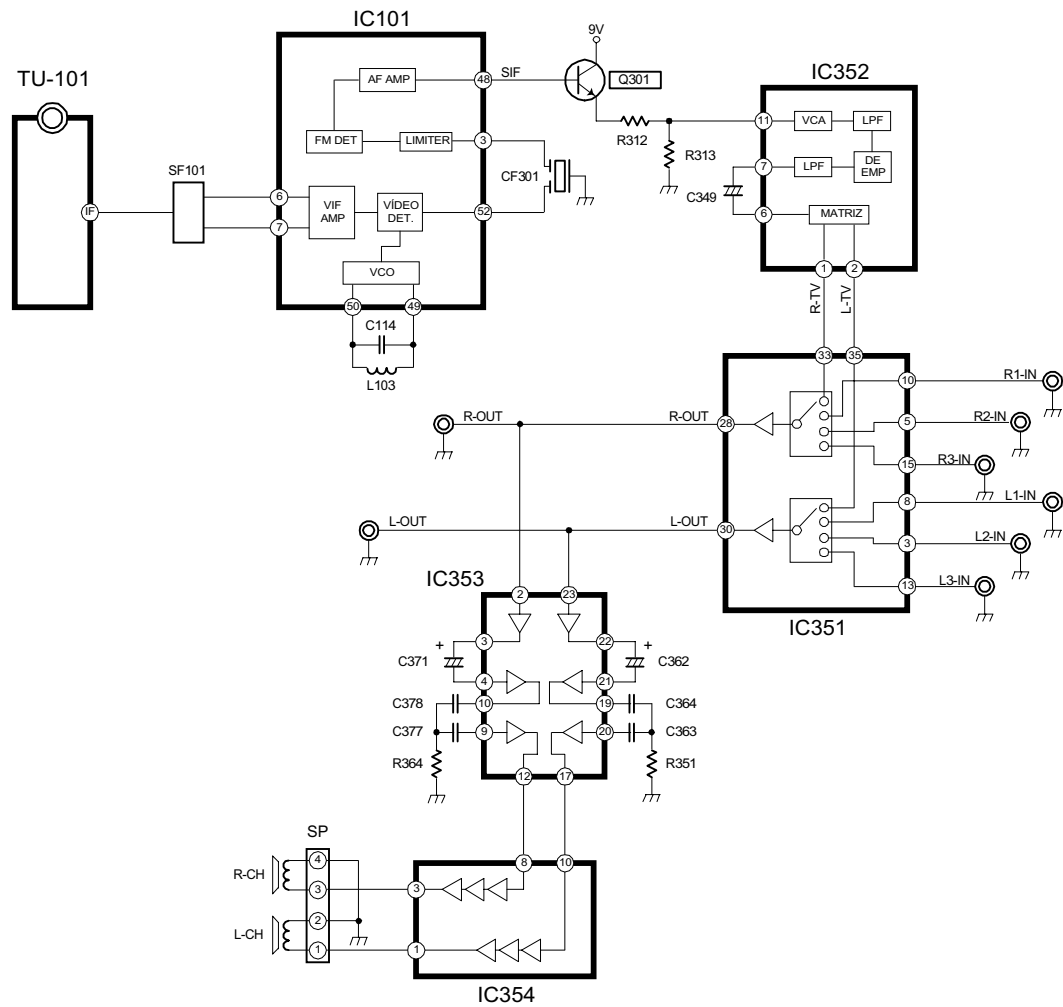 IC101
9V
TU-101
AF AMP
48
SIF
Q301
IC352
R312
11
VCA
LPF
FM DET
LIMITER
3
R313
7
LPF
DE
EMP
SF101
CF301
C349
6
VIF
AMP
VÍDEO
DET.
52
6
MATRIZ
IF
7
VCO
1
2
50
49
R-TV
L-TV
C114
L103
33
35
10
R1-IN
R-OUT
R-OUT
28
5
R2-IN
15
R3-IN
8
L1-IN
L-OUT
L-OUT
30
3
L2-IN
IC353
13
L3-IN
2
23
IC351
+
3
22
+
C371
C362
4
21
C378
10
19
C364
C377
9
20
C363
R364
R351
12
17
SP
4
8
10
R-CH
3
3
2
L-CH
1
1
IC354